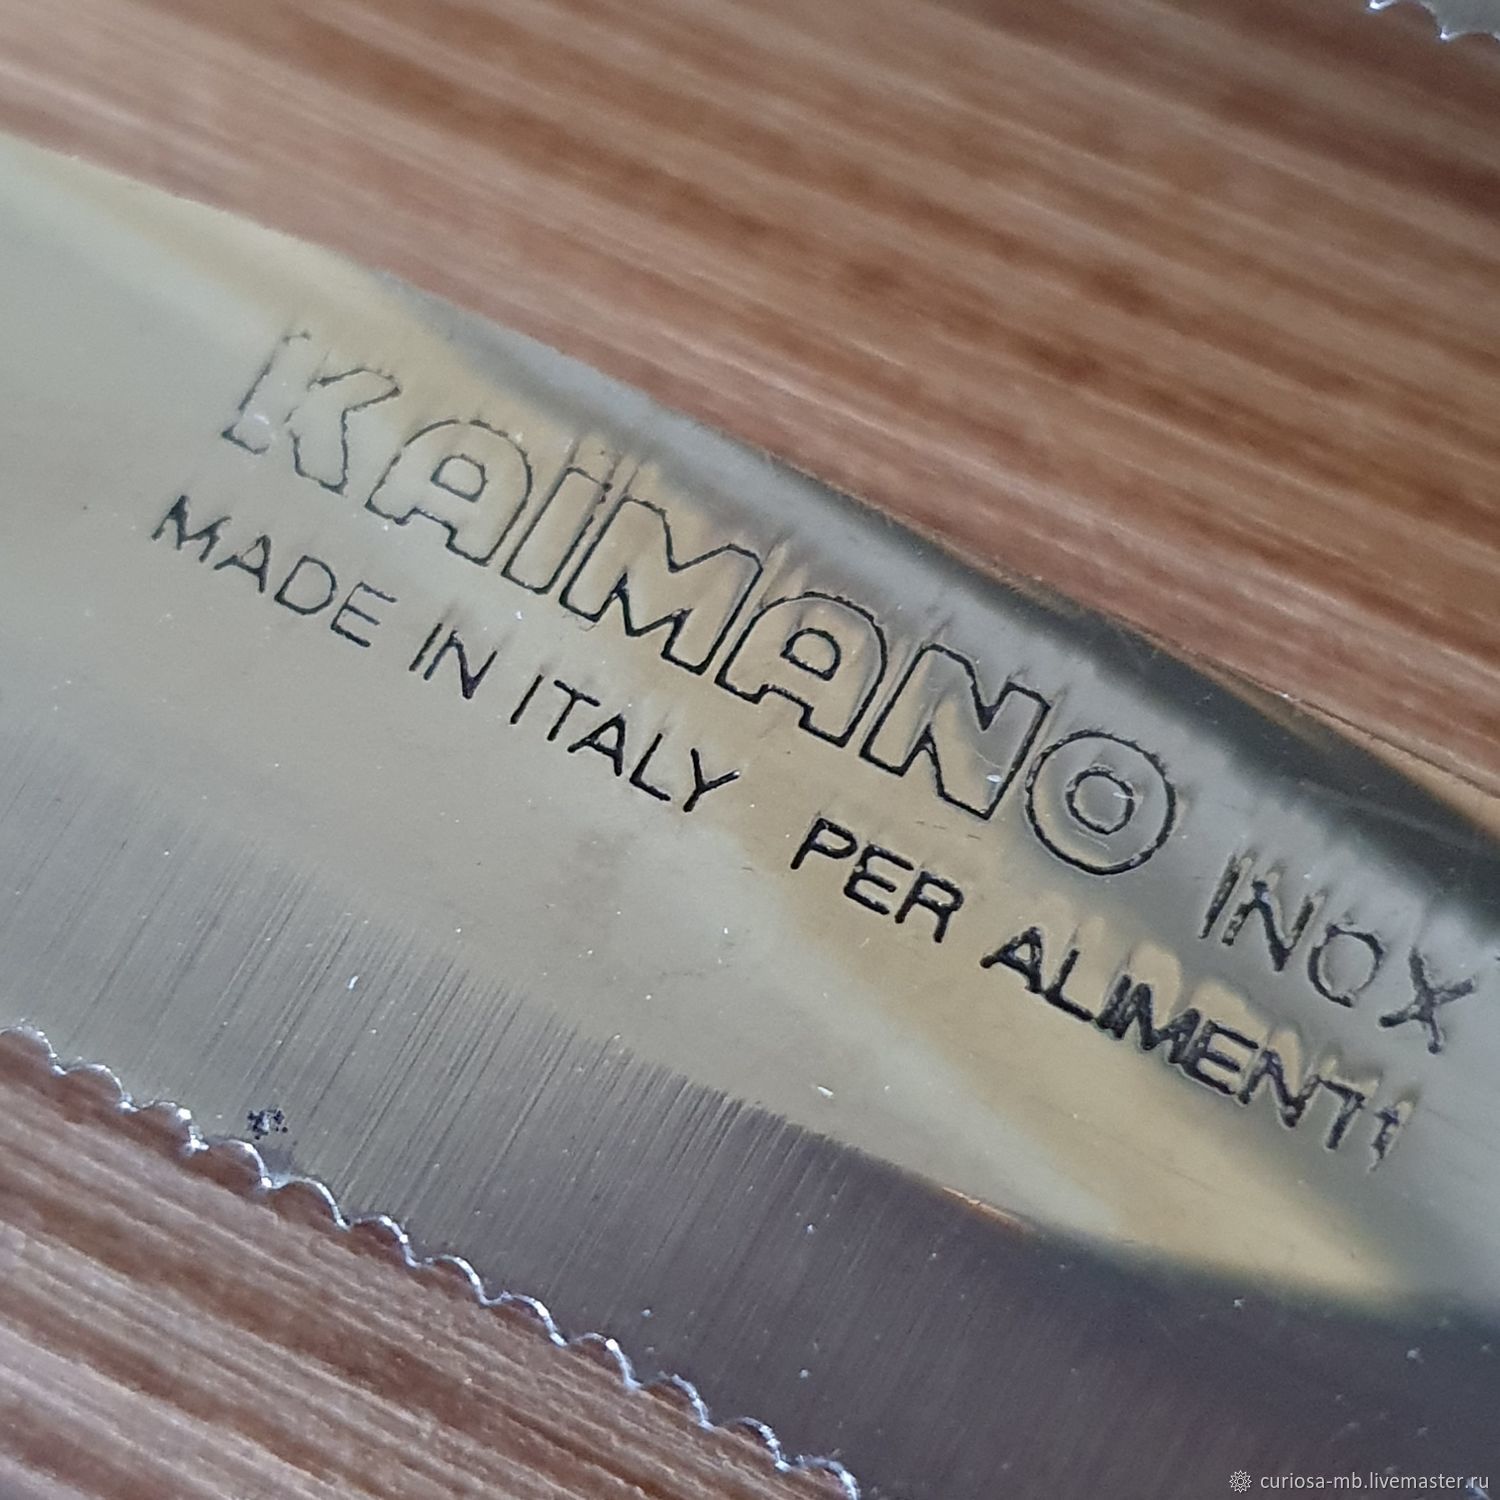 KAIMANO INOX
MADE IN ITALY PER ALIMENTI
curiosa-mb.livemaster.ru